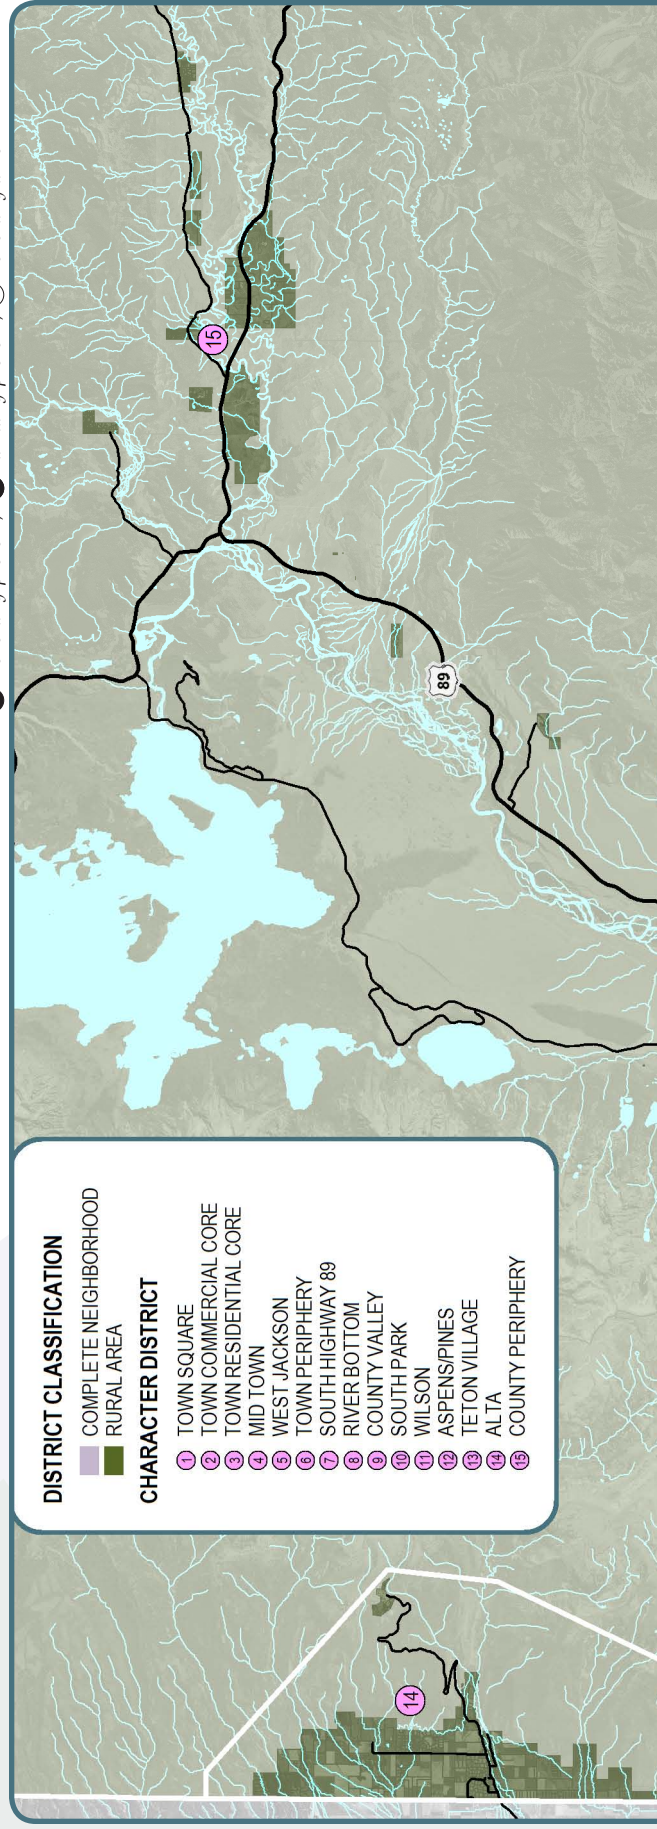 DISTRICT CLASSIFICATION
COMPLETE NEIGHBORHOOD
RURAL AREA
CHARACTER DISTRICT
1 TOWN SQUARE
2 TOWN COMMERCIAL CORE
3 TOWN RESIDENTIAL CORE
4 MID TOWN
5 WEST JACKSON
6 TOWN PERIPHERY
7 SOUTH HIGHWAY 89
8 RIVER BOTTOM
9 COUNTY VALLEY
10 SOUTH PARK
11 WILSON
12 ASPENS/PINES
13 TETON VILLAGE
14 ALTA
15 COUNTY PERIPHERY
14
89
15